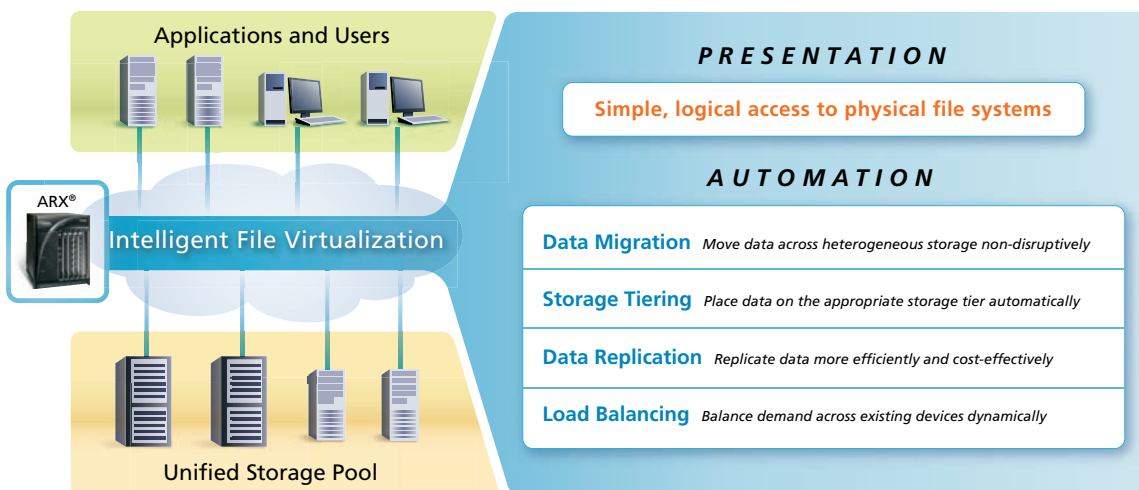 Applications and Users
ARX®
Intelligent File Virtualization
Unified Storage Pool
PRESENTATION
Simple, logical access to physical file systems
AUTOMATION
Data Migration Move data across heterogeneous storage non-disruptively
Storage Tiering Place data on the appropriate storage tier automatically
Data Replication Replicate data more efficiently and cost-effectively
Load Balancing Balance demand across existing devices dynamically